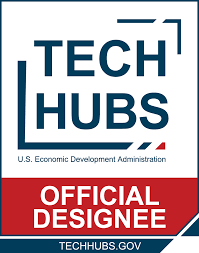 TECH
HUBS
U.S. Economic Development Administration
OFFICIAL
DESIGNEE
TECHHUBS.GOV